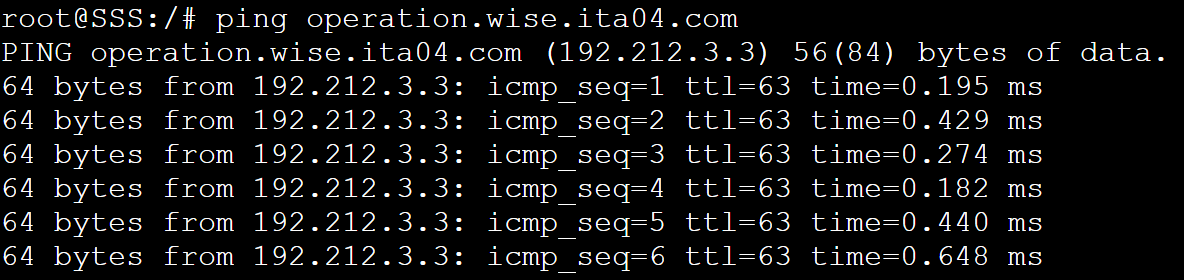 root@SSS:/# ping operation.wise.ita04.com
PING operation.wise.ita04.com (192.212.3.3) 56(84) bytes of data.
64 bytes from 192.212.3.3: icmp_seq=1 ttl=63 time=0.195 ms
64 bytes from 192.212.3.3: icmp_seq=2 ttl=63 time=0.429 ms
64 bytes from 192.212.3.3: icmp_seq=3 ttl=63 time=0.274 ms
64 bytes from 192.212.3.3: icmp_seq=4 ttl=63 time=0.182 ms
64 bytes from 192.212.3.3: icmp_seq=5 ttl=63 time=0.440 ms
64 bytes from 192.212.3.3: icmp_seq=6 ttl=63 time=0.648 ms